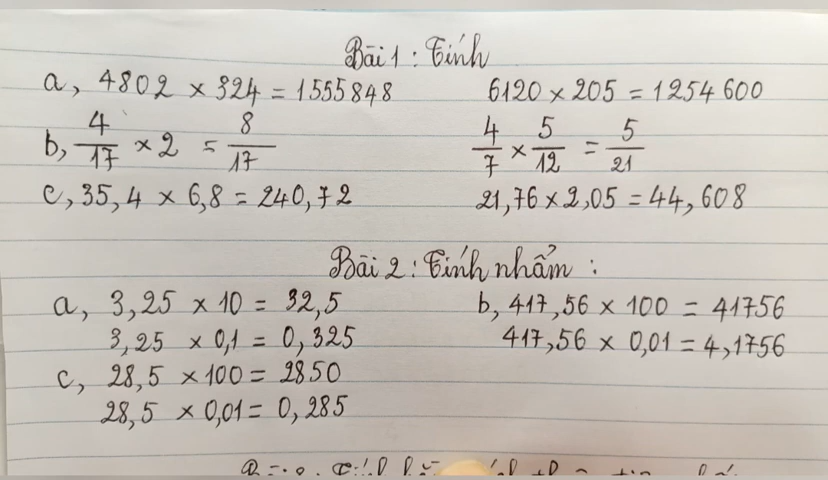 Bài 1 : Tính
a, 4802 × 324 = 1555848   6120 × 205 = 1254600
b, 4/17 × 2 = 8/17   4/7 × 5/12 = 5/21
c, 35,4 × 6,8 = 240,72   21,76 × 2,05 = 44,608
Bài 2 : Tính nhẩm :
a, 3,25 × 10 = 32,5   b, 417,56 × 100 = 41756
3,25 × 0,1 = 0,325   417,56 × 0,01 = 4,1756
c, 28,5 × 100 = 2850
28,5 × 0,01 = 0,285